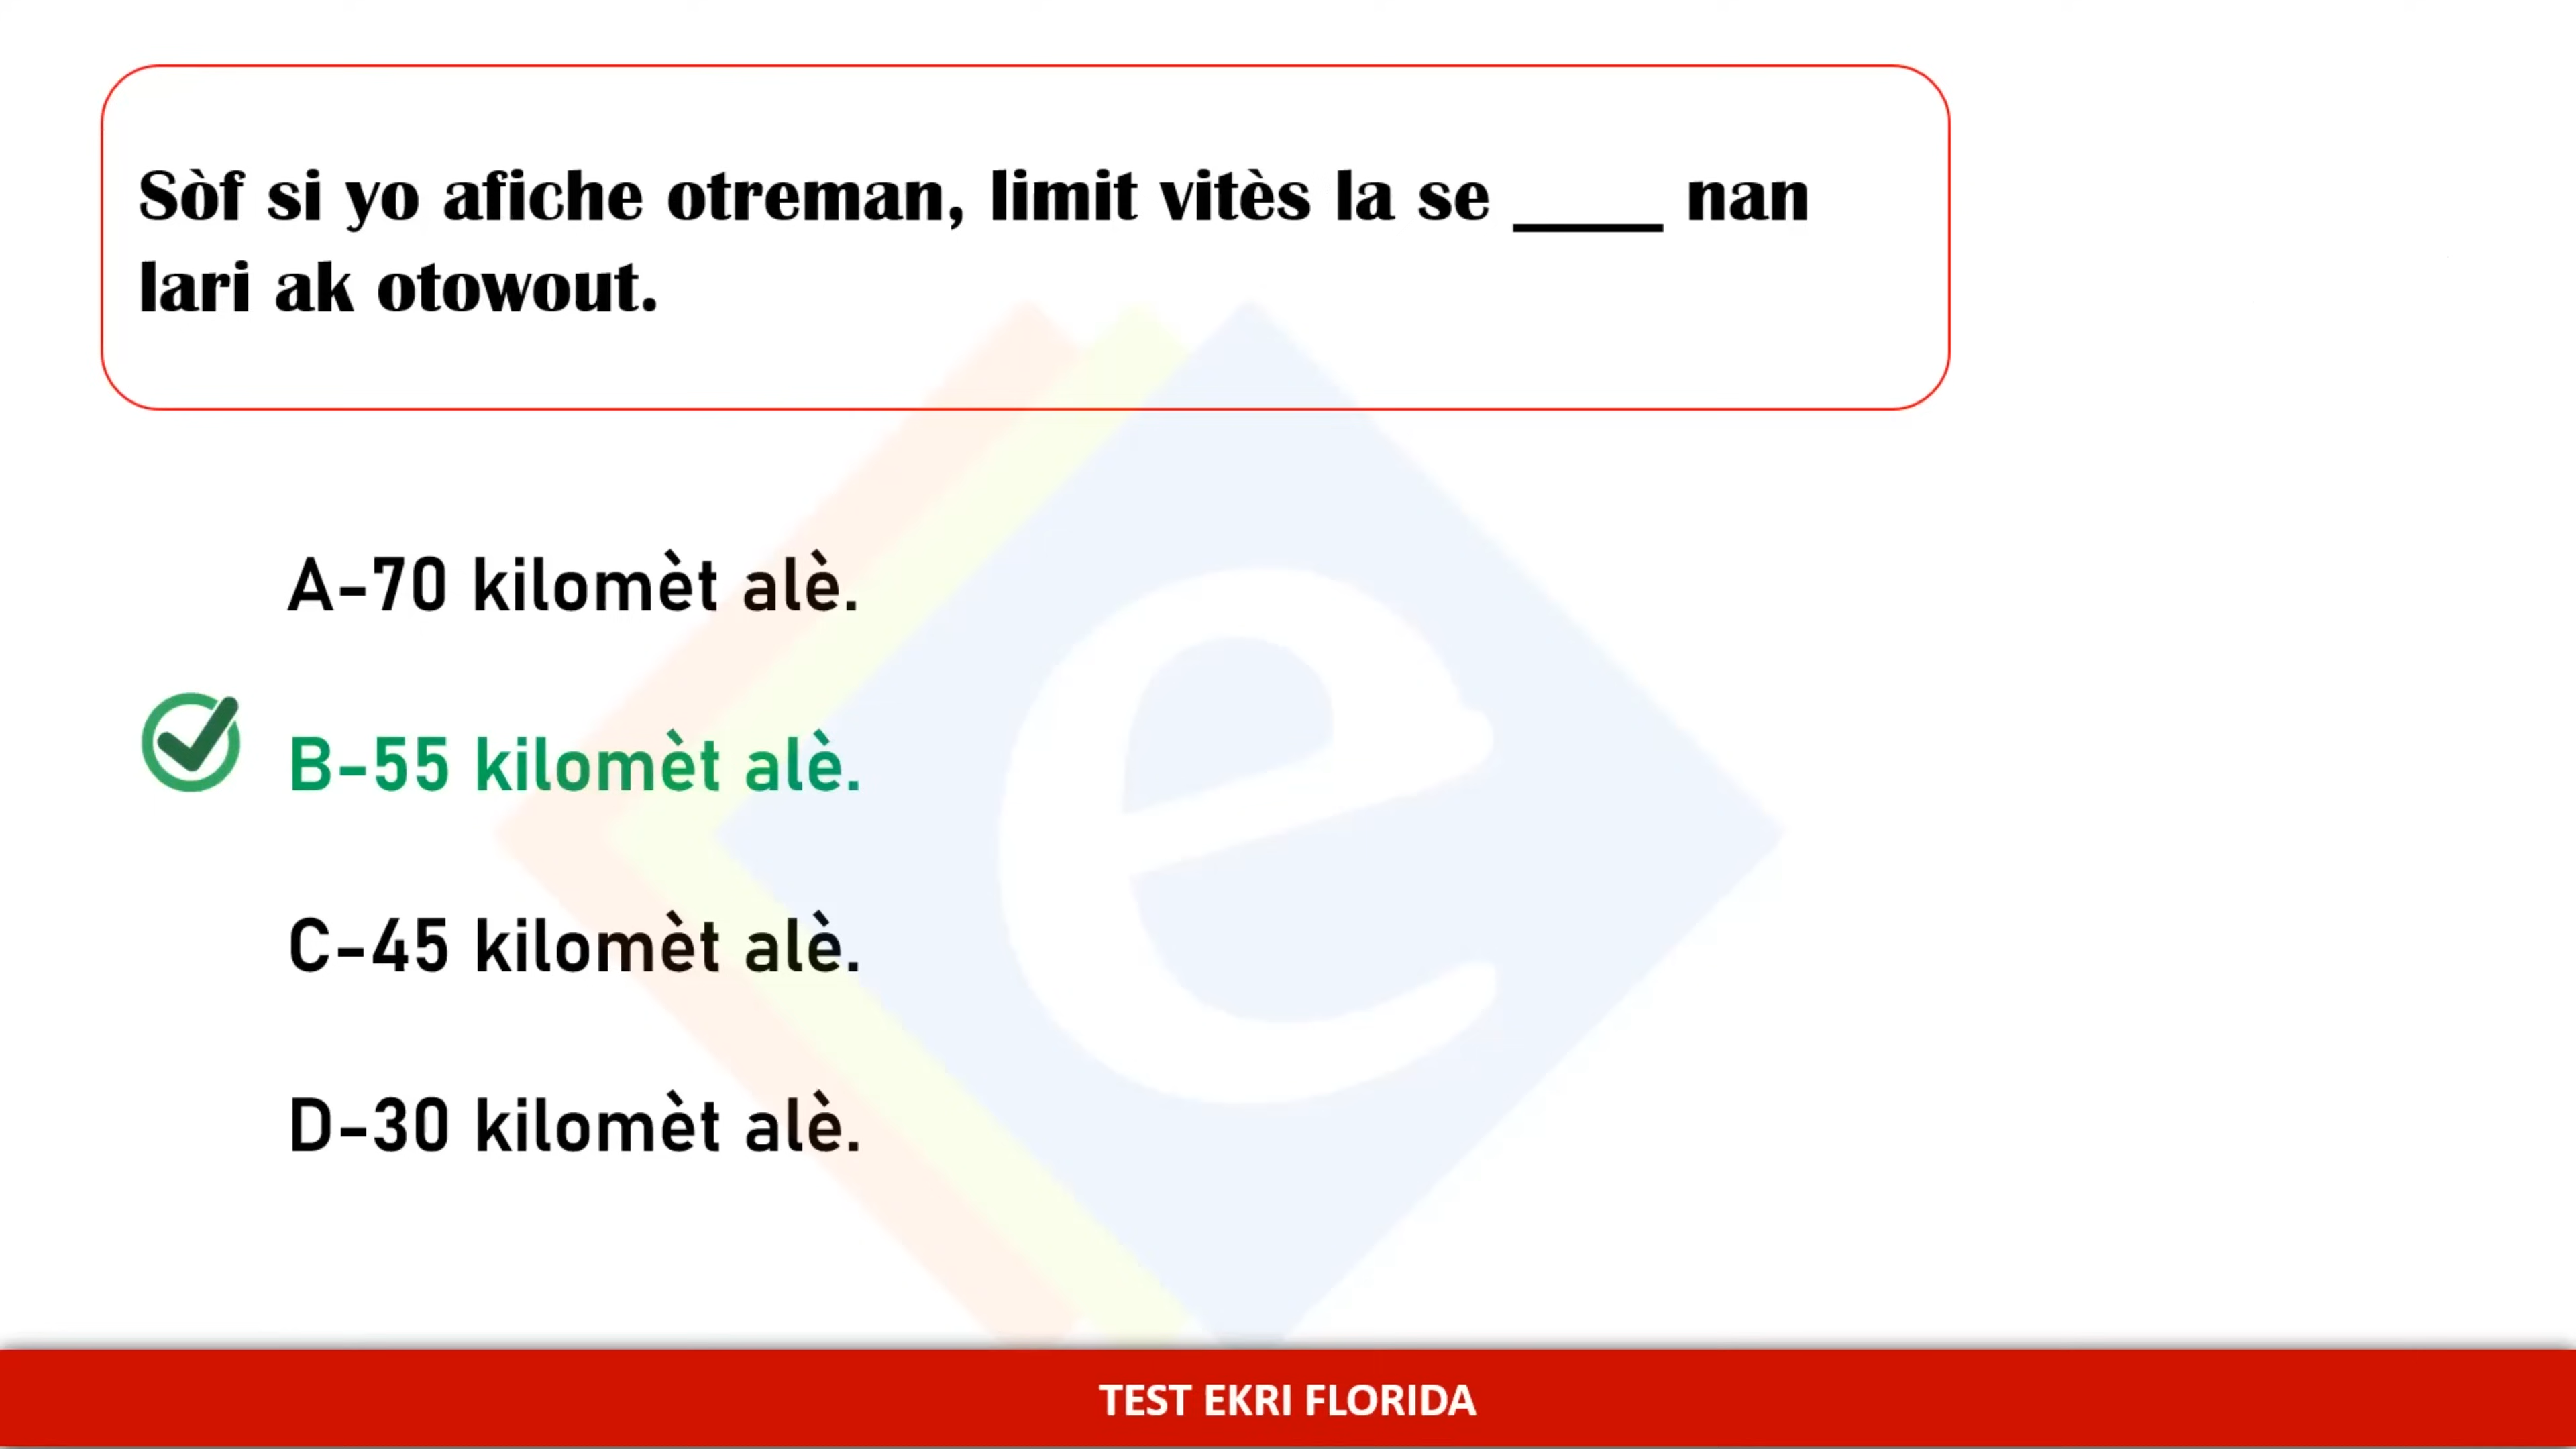 Sòf si yo afiche otreman, limit vitès la se ____ nan
lari ak otowout.
A-70 kilomèt alè.
B-55 kilomèt alè.
C-45 kilomèt alè.
D-30 kilomèt alè.
e
TEST EKRI FLORIDA